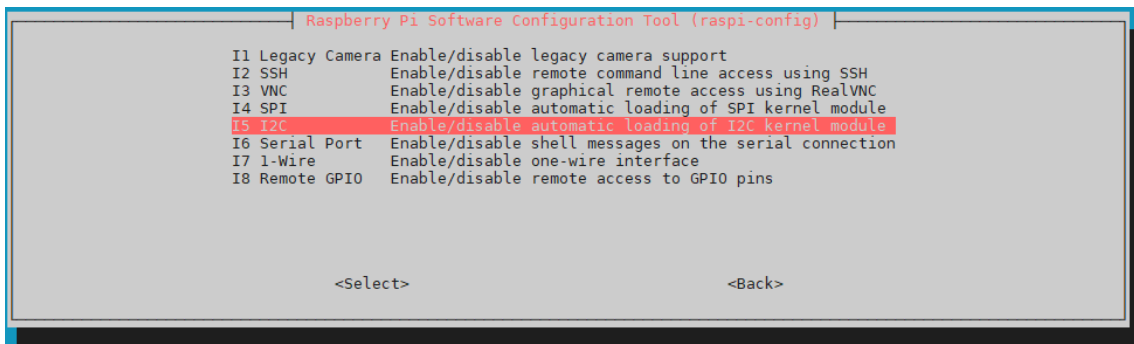 Raspberry Pi Software Configuration Tool (raspi-config)
I1 Legacy Camera Enable/disable legacy camera support
I2 SSH Enable/disable remote command line access using SSH
I3 VNC Enable/disable graphical remote access using RealVNC
I4 SPI Enable/disable automatic loading of SPI kernel module
I5 I2C Enable/disable automatic loading of I2C kernel module
I6 Serial Port Enable/disable shell messages on the serial connection
I7 1-Wire Enable/disable one-wire interface
I8 Remote GPIO Enable/disable remote access to GPIO pins
<Select> <Back>